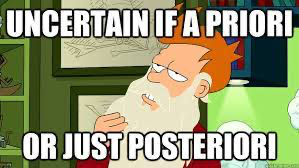 UNCERTAIN IF A PRIORI
OR JUST POSTERIORI